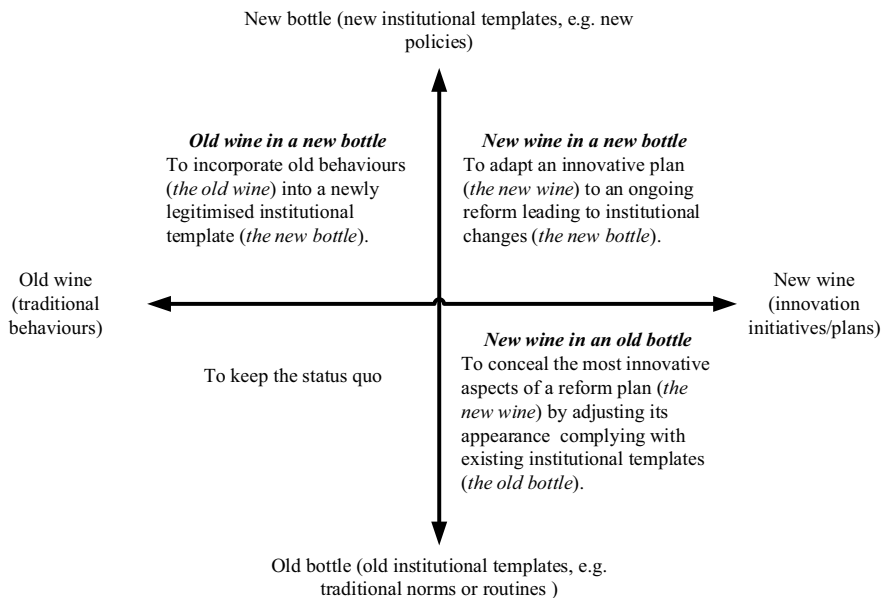 New bottle (new institutional templates, e.g. new
policies)
Old wine in a new bottle
To incorporate old behaviours
(the old wine) into a newly
legitimised institutional
template (the new bottle).
New wine in a new bottle
To adapt an innovative plan
(the new wine) to an ongoing
reform leading to institutional
changes (the new bottle).
Old wine
(traditional
behaviours)
New wine
(innovation
initiatives/plans)
To keep the status quo
New wine in an old bottle
To conceal the most innovative
aspects of a reform plan (the
new wine) by adjusting its
appearance  complying with
existing institutional templates
(the old bottle).
Old bottle (old institutional templates, e.g.
traditional norms or routines )